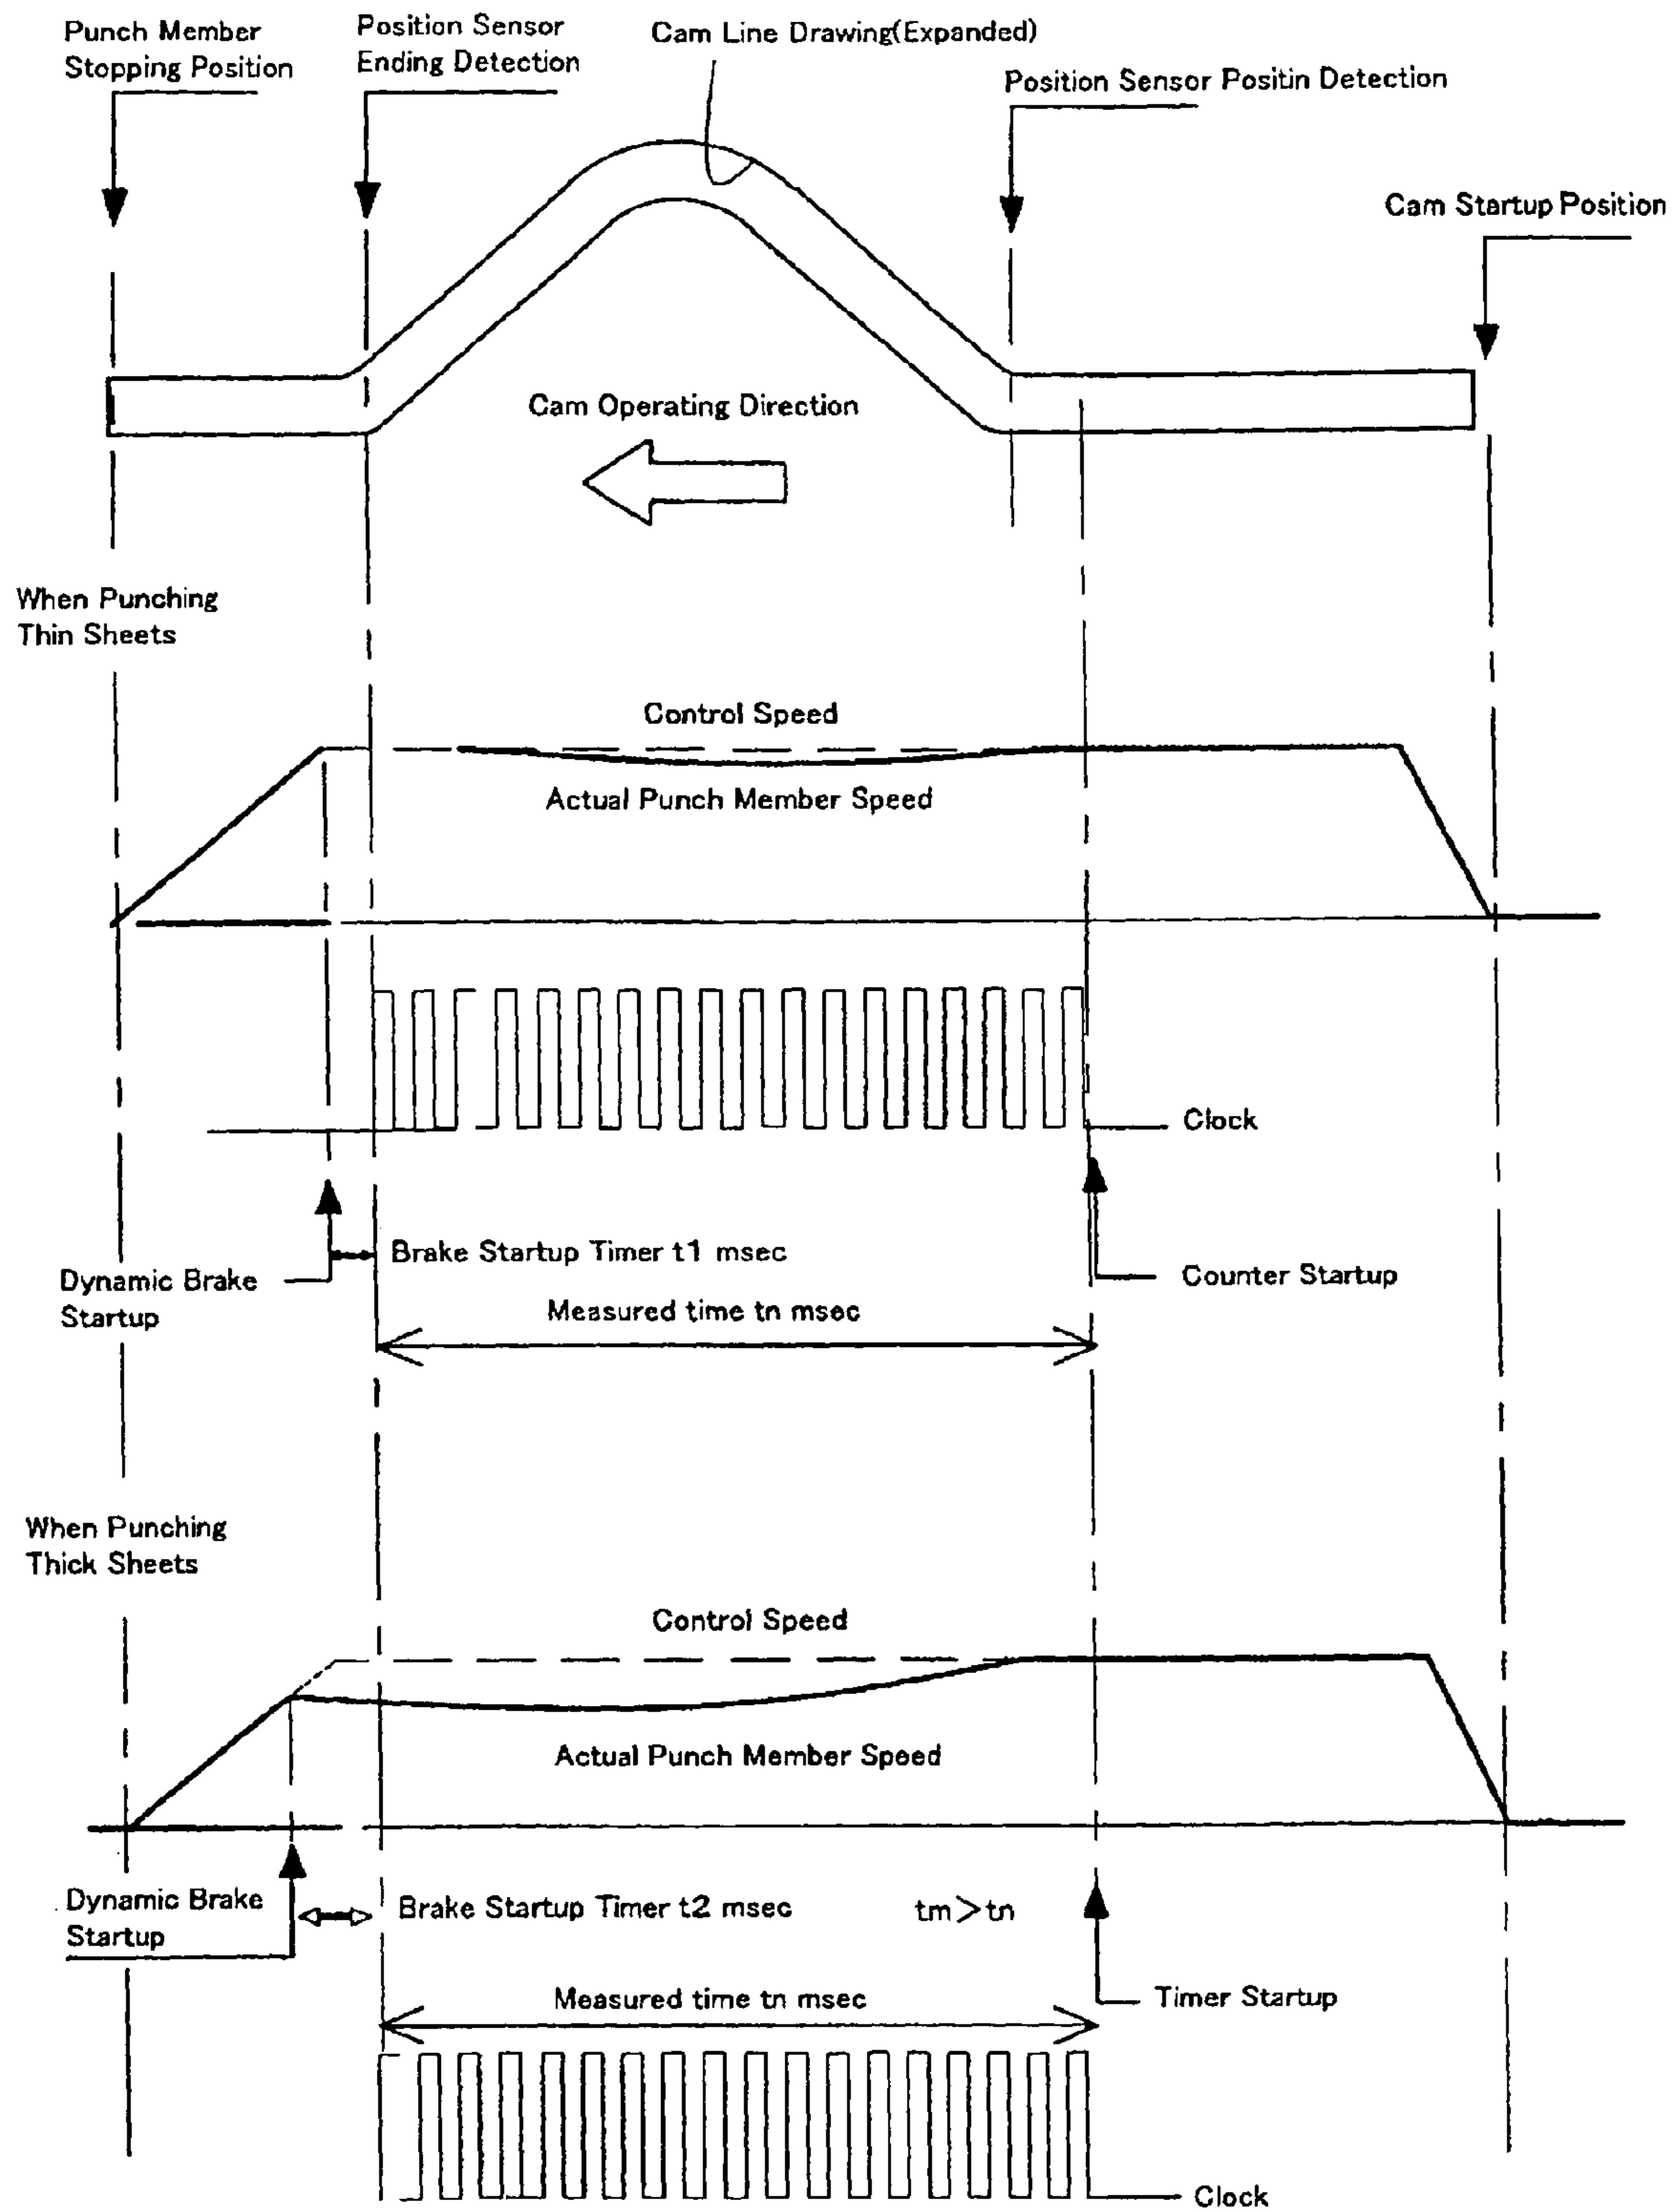 Punch Member
Stopping Position
Position Sensor
Ending Detection
Cam Line Drawing(Expanded)
Position Sensor Positin Detection
Cam Startup Position
Cam Operating Direction
When Punching
Thin Sheets
Control Speed
Actual Punch Member Speed
Clock
Brake Startup Timer t1 msec
Dynamic Brake
Startup
Counter Startup
Measured time tn msec
When Punching
Thick Sheets
Control Speed
Actual Punch Member Speed
Dynamic Brake
Startup
Brake Startup Timer t2 msec
tm>tn
Measured time tn msec
Timer Startup
Clock